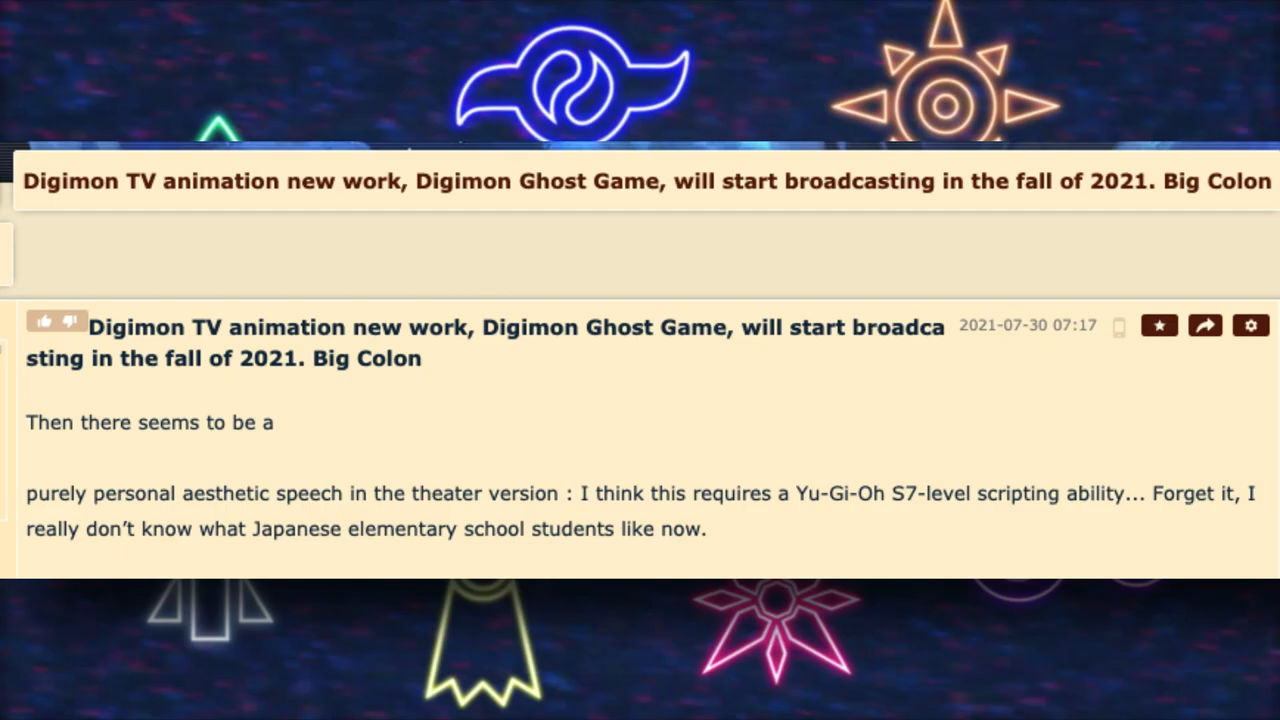 Digimon TV animation new work, Digimon Ghost Game, will start broadcasting in the fall of 2021. Big Colon
Digimon TV animation new work, Digimon Ghost Game, will start broadca
2021-07-30 07:17
sting in the fall of 2021. Big Colon
Then there seems to be a
purely personal aesthetic speech in the theater version : I think this requires a Yu-Gi-Oh S7-level scripting ability... Forget it, I
really don’t know what Japanese elementary school students like now.